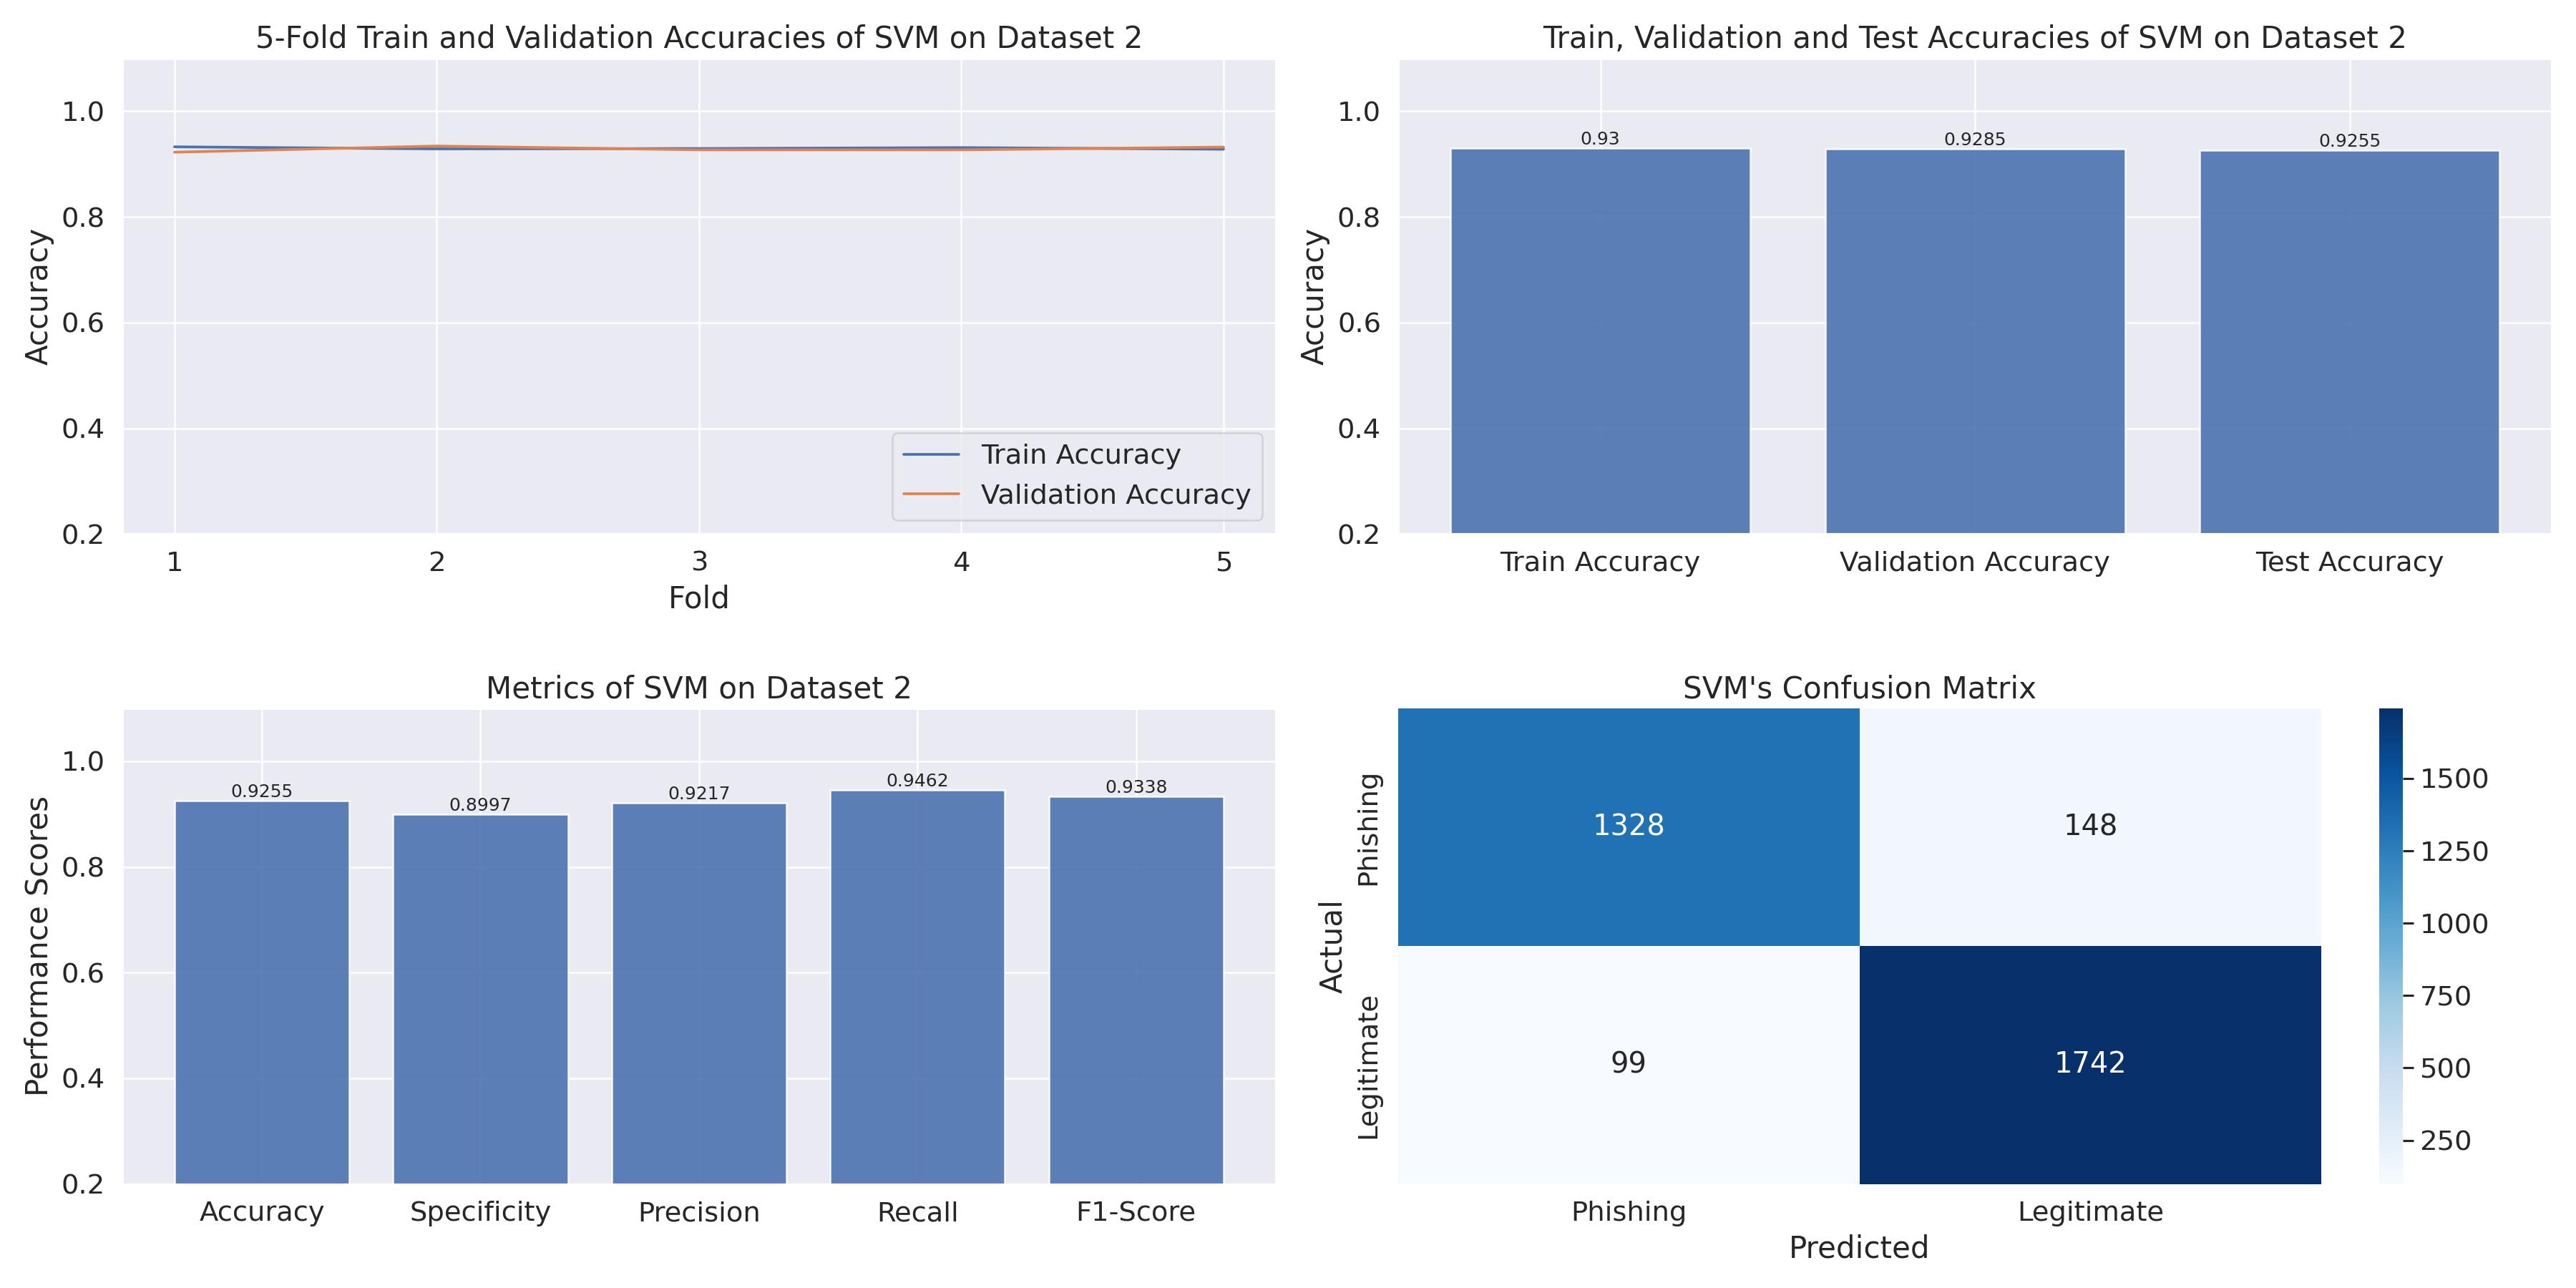 5-Fold Train and Validation Accuracies of SVM on Dataset 2
Accuracy
1.0
0.8
0.6
0.4
0.2
Train Accuracy
Validation Accuracy
1 2 3 4 5
Fold
Train, Validation and Test Accuracies of SVM on Dataset 2
Accuracy
1.0
0.8
0.6
0.4
0.2
0.93 0.9285 0.9255
Train Accuracy Validation Accuracy Test Accuracy
Metrics of SVM on Dataset 2
Performance Scores
1.0
0.8
0.6
0.4
0.2
0.9255 0.8997 0.9217 0.9462 0.9338
Accuracy Specificity Precision Recall F1-Score
SVM's Confusion Matrix
Actual
Phishing
Legitimate
1328 148
99 1742
Phishing Legitimate
Predicted
1500
1250
1000
750
500
250